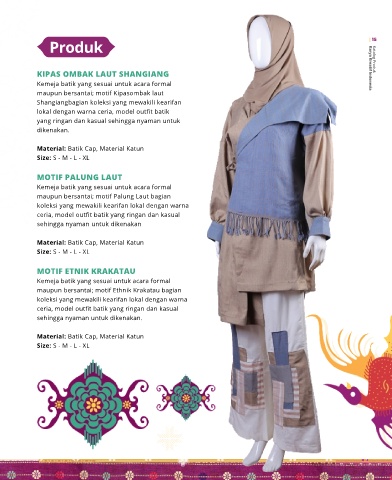 Produk
KIPAS OMBAK LAUT SHANGIANG
Kemeja batik yang sesuai untuk acara formal
maupun bersantai; motif Kipasombak laut
Shangiangbagian koleksi yang mewakili kearifan
lokal dengan warna ceria, model outfit batik
yang ringan dan kasual sehingga nyaman untuk
dikenakan.
Material: Batik Cap, Material Katun
Size: S - M - L - XL
MOTIF PALUNG LAUT
Kemeja batik yang sesuai untuk acara formal
maupun bersantai; motif Palung Laut bagian
koleksi yang mewakili kearifan lokal dengan warna
ceria, model outfit batik yang ringan dan kasual
sehingga nyaman untuk dikenakan
Material: Batik Cap, Material Katun
Size: S - M - L - XL
MOTIF ETNIK KRAKATAU
Kemeja batik yang sesuai untuk acara formal
maupun bersantai; motif Ethnik Krakatau bagian
koleksi yang mewakili kearifan lokal dengan warna
ceria, model outfit batik yang ringan dan kasual
sehingga nyaman untuk dikenakan.
Material: Batik Cap, Material Katun
Size: S - M - L - XL
Katalog Produk
Karya Kreatif Indonesia